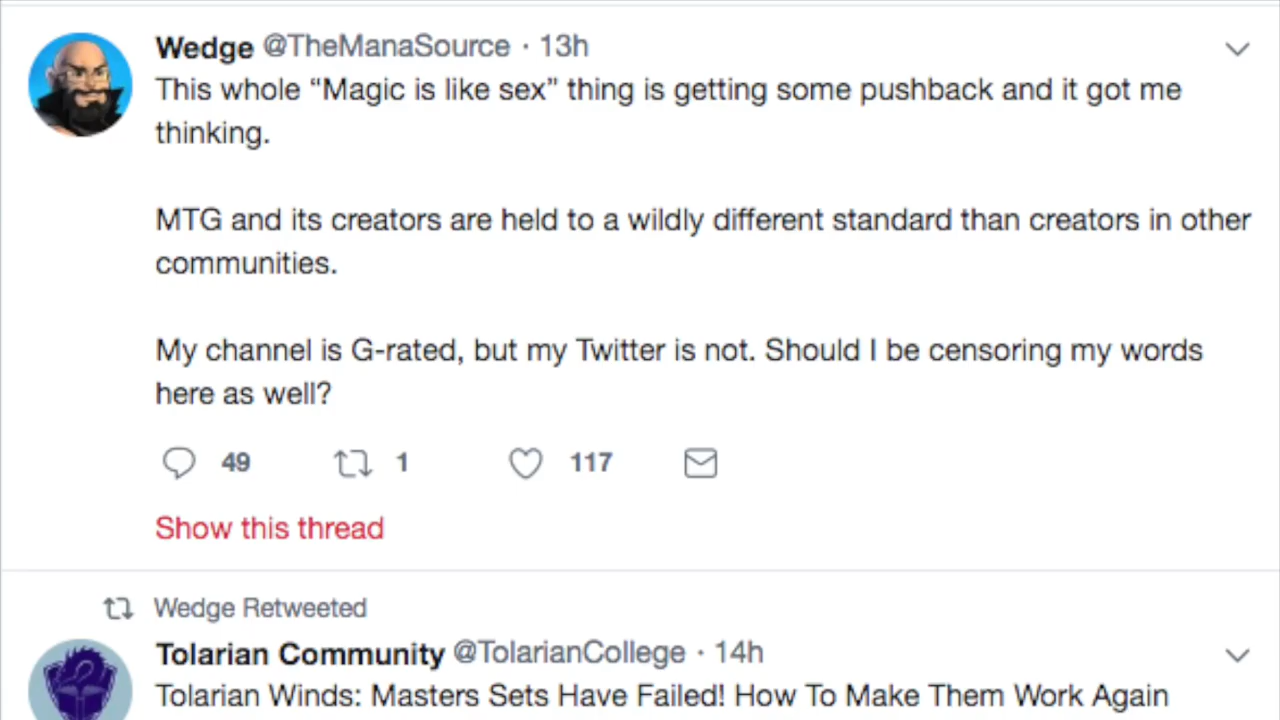 Wedge @TheManaSource · 13h
This whole “Magic is like sex” thing is getting some pushback and it got me
thinking.
MTG and its creators are held to a wildly different standard than creators in other
communities.
My channel is G-rated, but my Twitter is not. Should I be censoring my words
here as well?
49 1 117
Show this thread
Wedge Retweeted
Tolarian Community @TolarianCollege · 14h
Tolarian Winds: Masters Sets Have Failed! How To Make Them Work Again